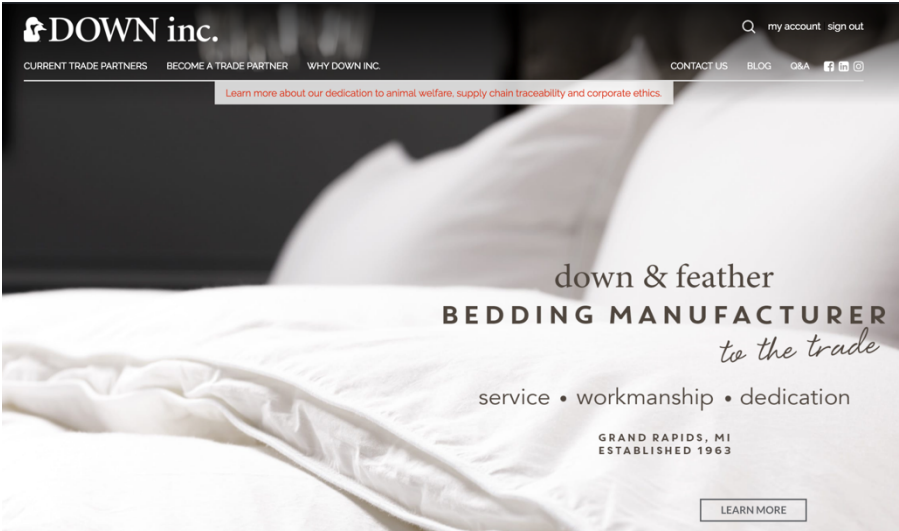 DOWN inc.
my account sign out
CURRENT TRADE PARTNERS BECOME A TRADE PARTNER WHY DOWN INC.
CONTACT US BLOG Q&A
Learn more about our dedication to animal welfare, supply chain traceability and corporate ethics.
down & feather
BEDDING MANUFACTURER
to the trade
service • workmanship • dedication
GRAND RAPIDS, MI
ESTABLISHED 1963
LEARN MORE